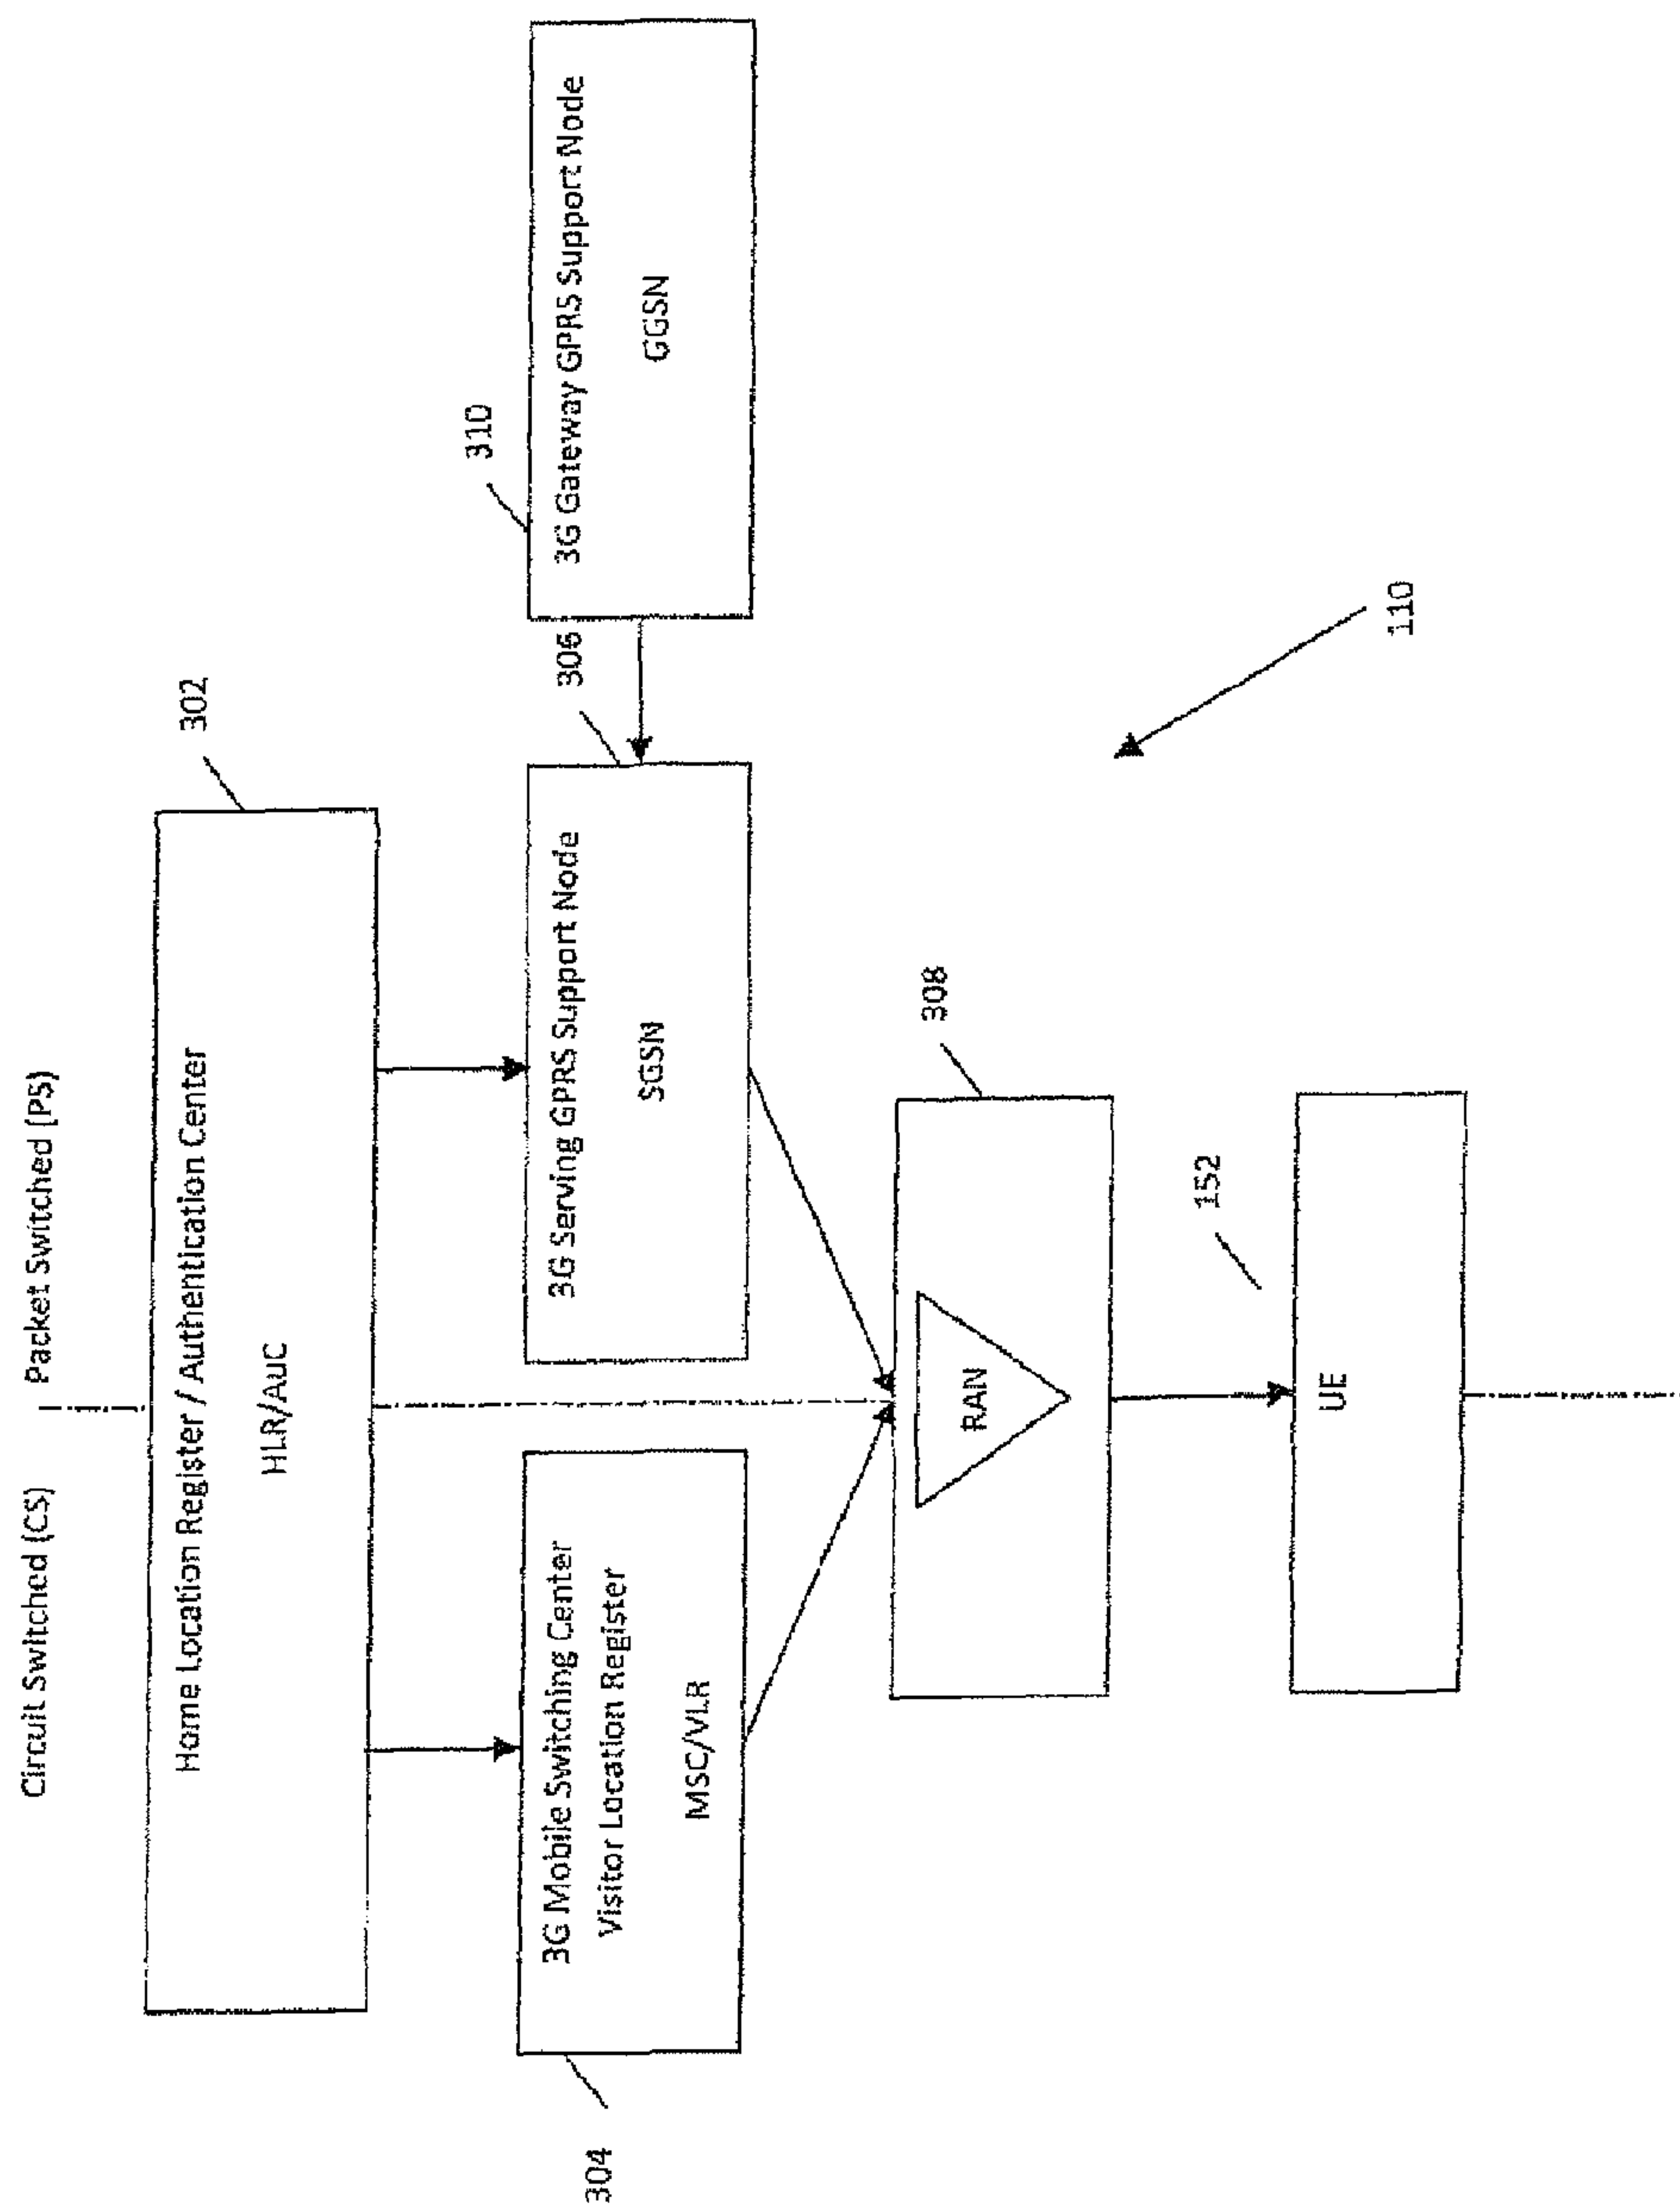 Circuit Switched (CS)
Packet Switched (PS)
302
Home Location Register / Authentication Center
HLR/AuC
304
3G Mobile Switching Center
Visitor Location Register
MSC/VLR
306
3G Serving GPRS Support Node
SGSN
310
3G Gateway GPRS Support Node
GGSN
308
RAN
152
UE
110